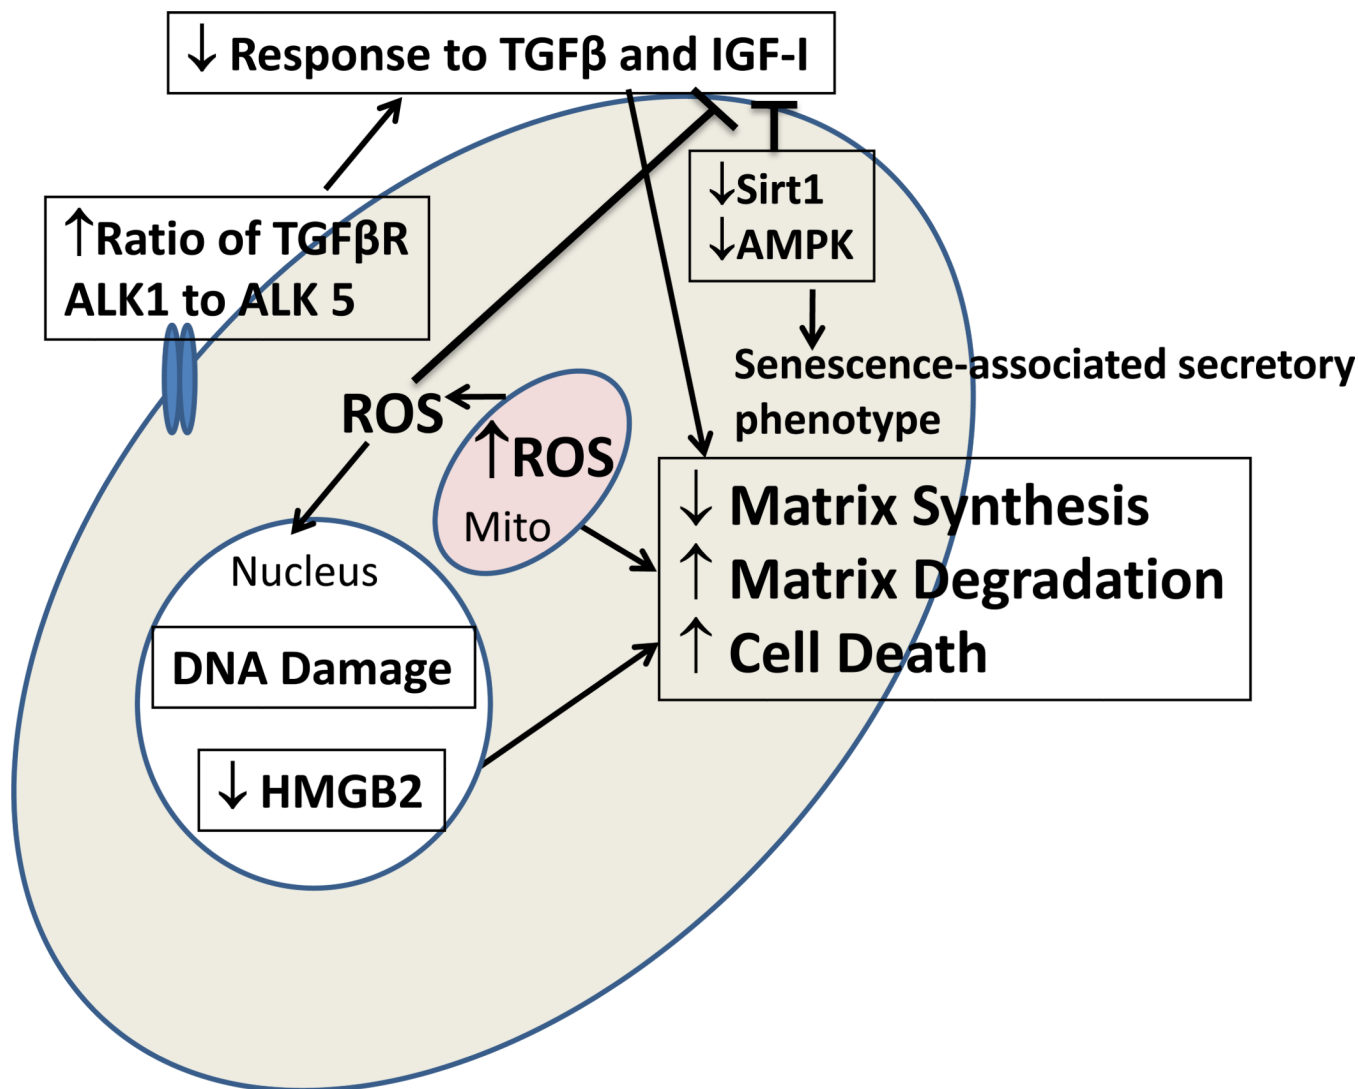 ↓ Response to TGFβ and IGF-I
↑Ratio of TGFβR
ALK1 to ALK 5
↓Sirt1
↓AMPK
Senescence-associated secretory
phenotype
ROS
↑ROS
Mito
↓ Matrix Synthesis
↑ Matrix Degradation
↑ Cell Death
Nucleus
DNA Damage
↓ HMGB2